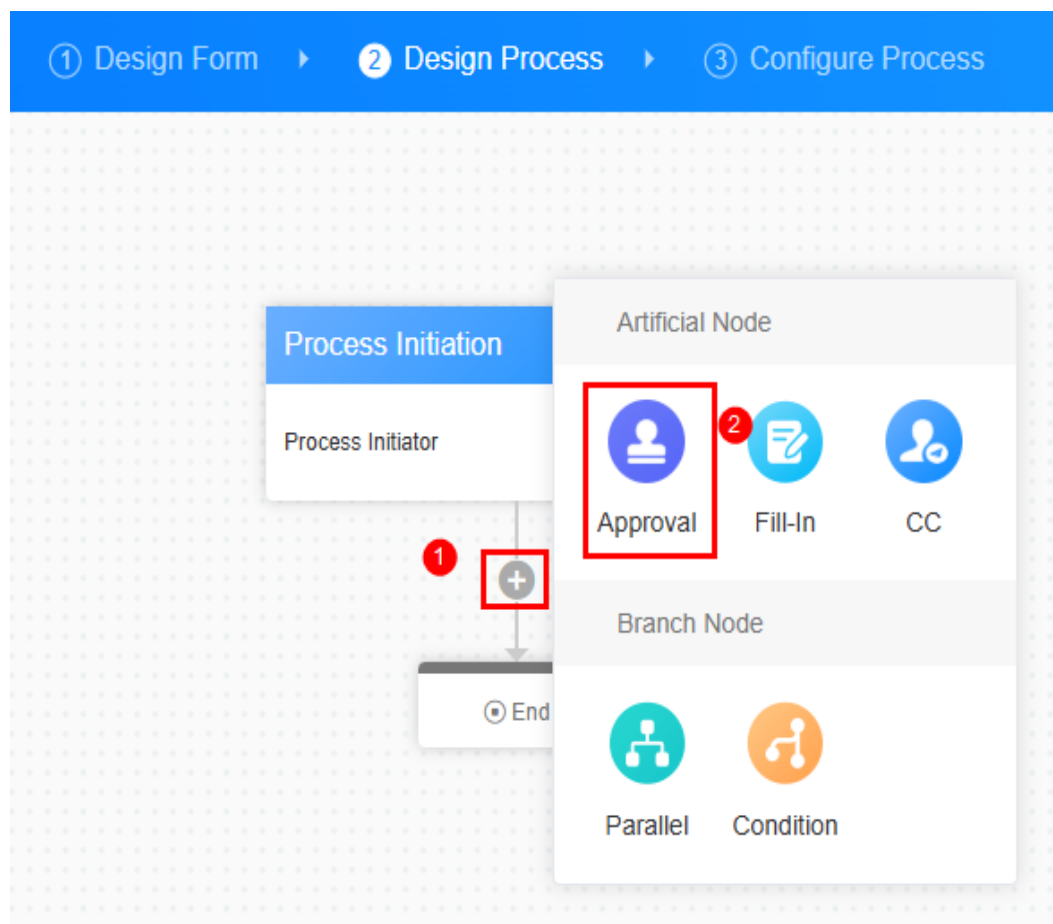 1 Design Form 2 Design Process 3 Configure Process
Artificial Node
Process Initiation
Process Initiator
2
Approval Fill-In CC
1
Branch Node
End
Parallel Condition